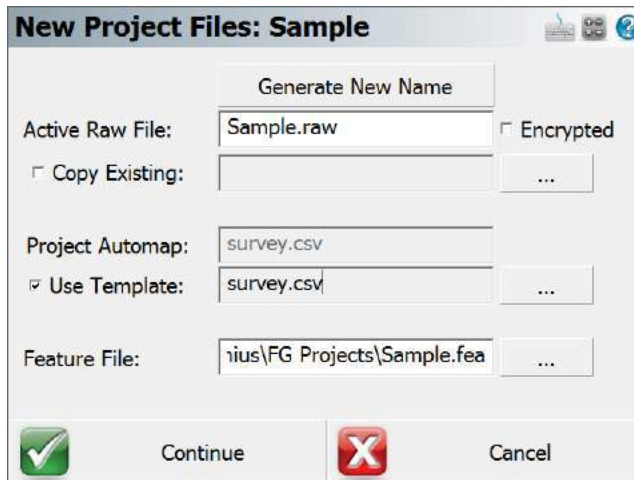 New Project Files: Sample
Generate New Name
Active Raw File: Sample.raw Encrypted
Copy Existing: ...
Project Automap: survey.csv
Use Template: survey.csv ...
Feature File: nius\FG Projects\Sample.fea ...
Continue Cancel